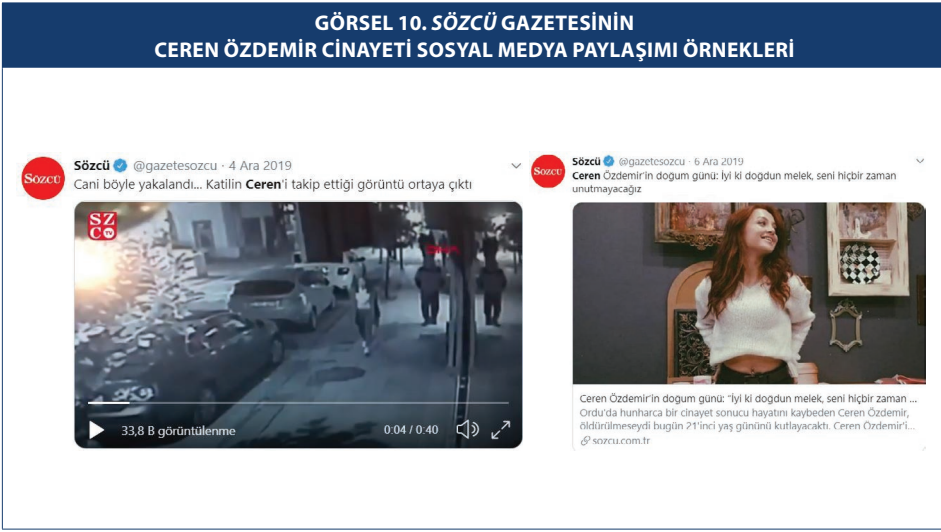 GÖRSEL 10. SÖZCÜ GAZETESİNİN
CEREN ÖZDEMİR CİNAYETİ SOSYAL MEDYA PAYLAŞIMI ÖRNEKLERİ
SÖZCÜ
Sözcü @gazetesozcu · 4 Ara 2019
Cani böyle yakalandı... Katilin Ceren'i takip ettiği görüntü ortaya çıktı
SZ
C TV
33,8 B görüntülenme
0:04 / 0:40
SÖZCÜ
Sözcü @gazetesozcu · 6 Ara 2019
Ceren Özdemir'in doğum günü: İyi ki doğdun melek, seni hiçbir zaman
unutmayacağız
Ceren Özdemir'in doğum günü: "İyi ki doğdun melek, seni hiçbir zaman ...
Ordu'da hunharca bir cinayet sonucu hayatını kaybeden Ceren Özdemir,
öldürülmeseydi bugün 21'inci yaş gününü kutlayacaktı. Ceren Özdemir'i...
sozcu.com.tr